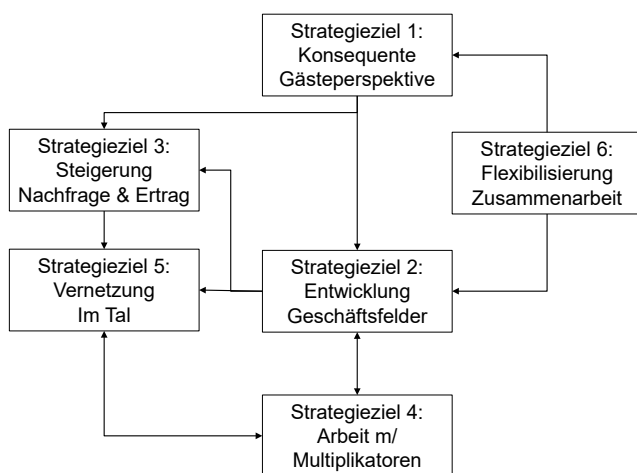 Strategieziel 1:
Konsequente
Gästeperspektive
Strategieziel 3:
Steigerung
Nachfrage & Ertrag
Strategieziel 6:
Flexibilisierung
Zusammenarbeit
Strategieziel 5:
Vernetzung
Im Tal
Strategieziel 2:
Entwicklung
Geschäftsfelder
Strategieziel 4:
Arbeit m/
Multiplikatoren